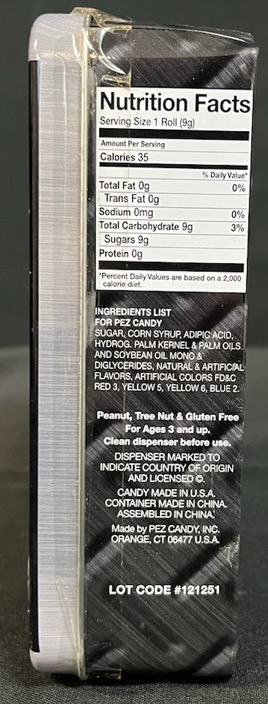 Nutrition Facts
Serving Size 1 Roll (9g)
Amount Per Serving
Calories 35
% Daily Value*
Total Fat 0g 0%
Trans Fat 0g
Sodium 0mg 0%
Total Carbohydrate 9g 3%
Sugars 9g
Protein 0g
*Percent Daily Values are based on a 2,000
calorie diet.
INGREDIENTS LIST
FOR PEZ CANDY
SUGAR, CORN SYRUP, ADIPIC ACID,
HYDROG. PALM KERNEL & PALM OILS
AND SOYBEAN OIL MONO &
DIGLYCERIDES, NATURAL & ARTIFICIAL
FLAVORS, ARTIFICIAL COLORS FD&C
RED 3, YELLOW 5, YELLOW 6, BLUE 2.
Peanut, Tree Nut & Gluten Free
For Ages 3 and up.
Clean dispenser before use.
DISPENSER MARKED TO
INDICATE COUNTRY OF ORIGIN
AND LICENSED ©.
CANDY MADE IN U.S.A.
CONTAINER MADE IN CHINA.
ASSEMBLED IN CHINA.
Made by PEZ CANDY, INC.
ORANGE, CT 06477 U.S.A.
LOT CODE #121251